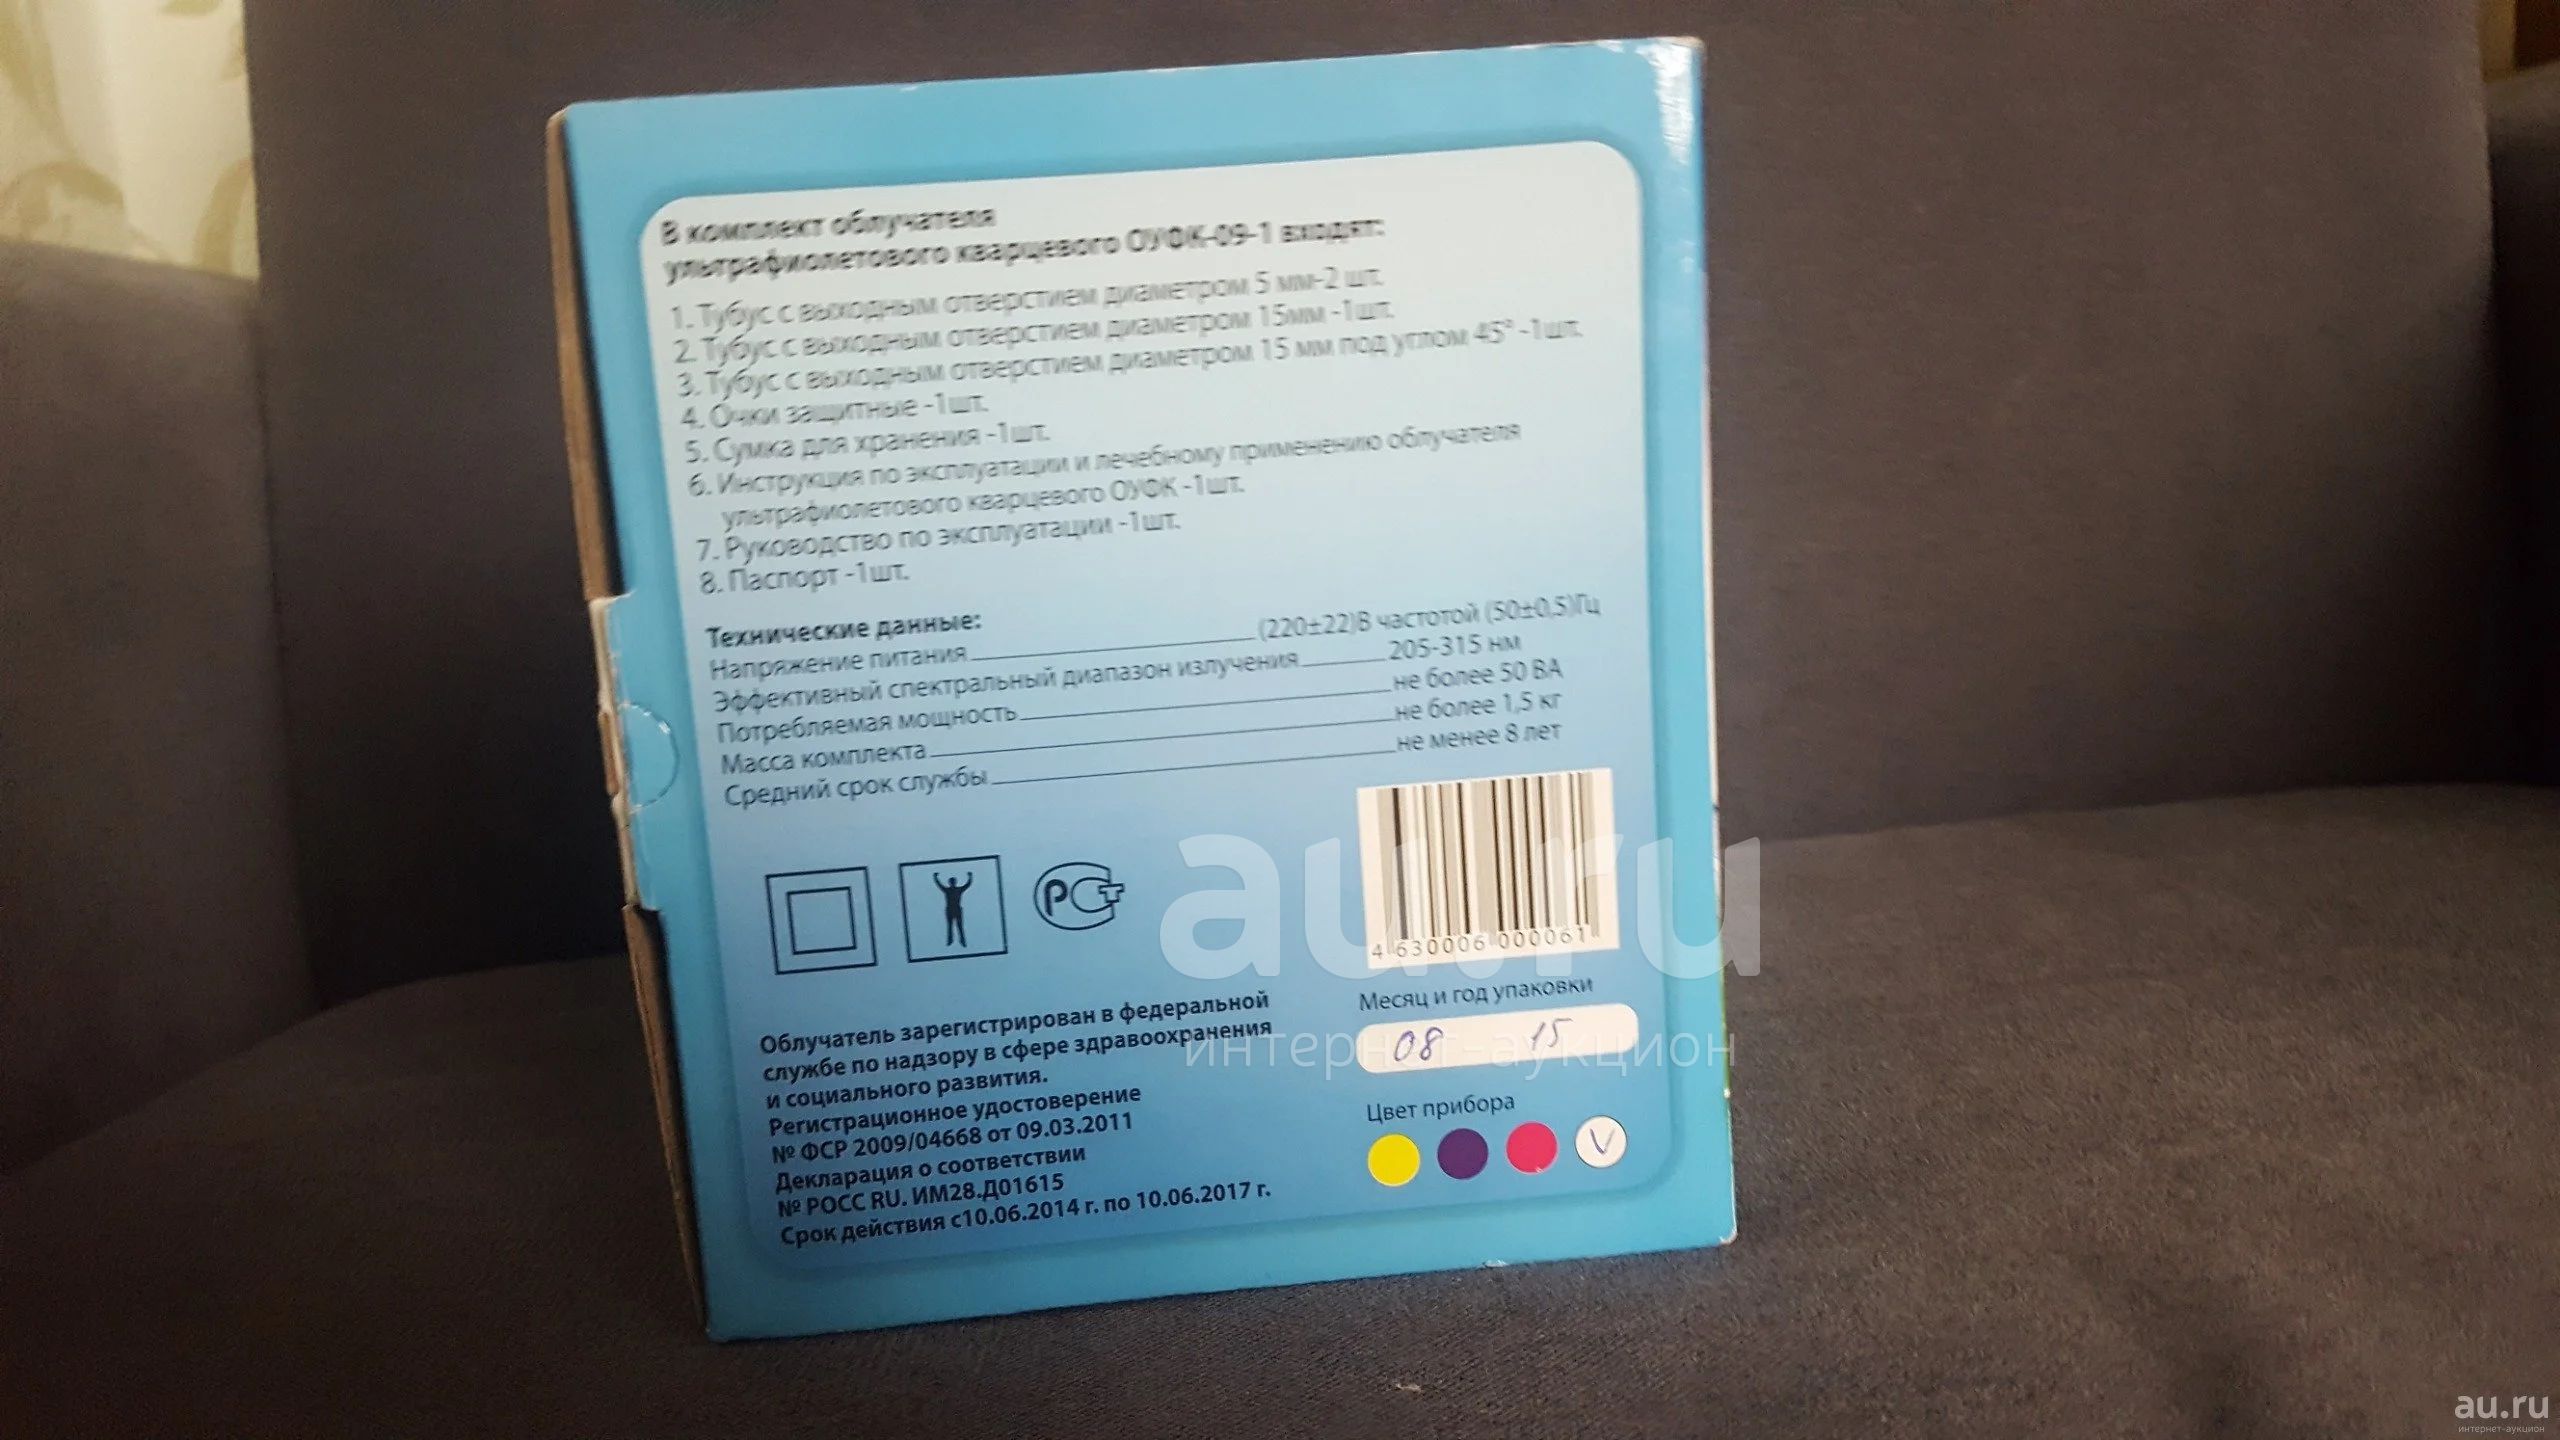 В комплект облучателя
ультрафиолетового кварцевого ОУФК-09-1 входят:
1. Тубус с выходным отверстием диаметром 5 мм-2 шт.
2. Тубус с выходным отверстием диаметром 15мм -1шт.
3. Тубус с выходным отверстием диаметром 15 мм под углом 45° -1шт.
4. Очки защитные -1шт.
5. Сумка для хранения -1шт.
6. Инструкция по эксплуатации и лечебному применению облучателя
ультрафиолетового кварцевого ОУФК -1шт.
7. Руководство по эксплуатации -1шт.
8. Паспорт -1шт.
Технические данные:
Напряжение питания (220±22)В частотой (50±0,5)Гц
Эффективный спектральный диапазон излучения 205-315 нм
Потребляемая мощность не более 50 ВА
Масса комплекта не более 1,5 кг
Средний срок службы не менее 8 лет
РСТ
4 630006 000061
Облучатель зарегистрирован в федеральной
службе по надзору в сфере здравоохранения
и социального развития.
Регистрационное удостоверение
№ ФСР 2009/04668 от 09.03.2011
Декларация о соответствии
№ РОСС RU. ИМ28.Д01615
Срок действия с10.06.2014 г. по 10.06.2017 г.
Месяц и год упаковки
08 15
Цвет прибора
V
au.ru
интернет-аукцион
au.ru
интернет-аукцион